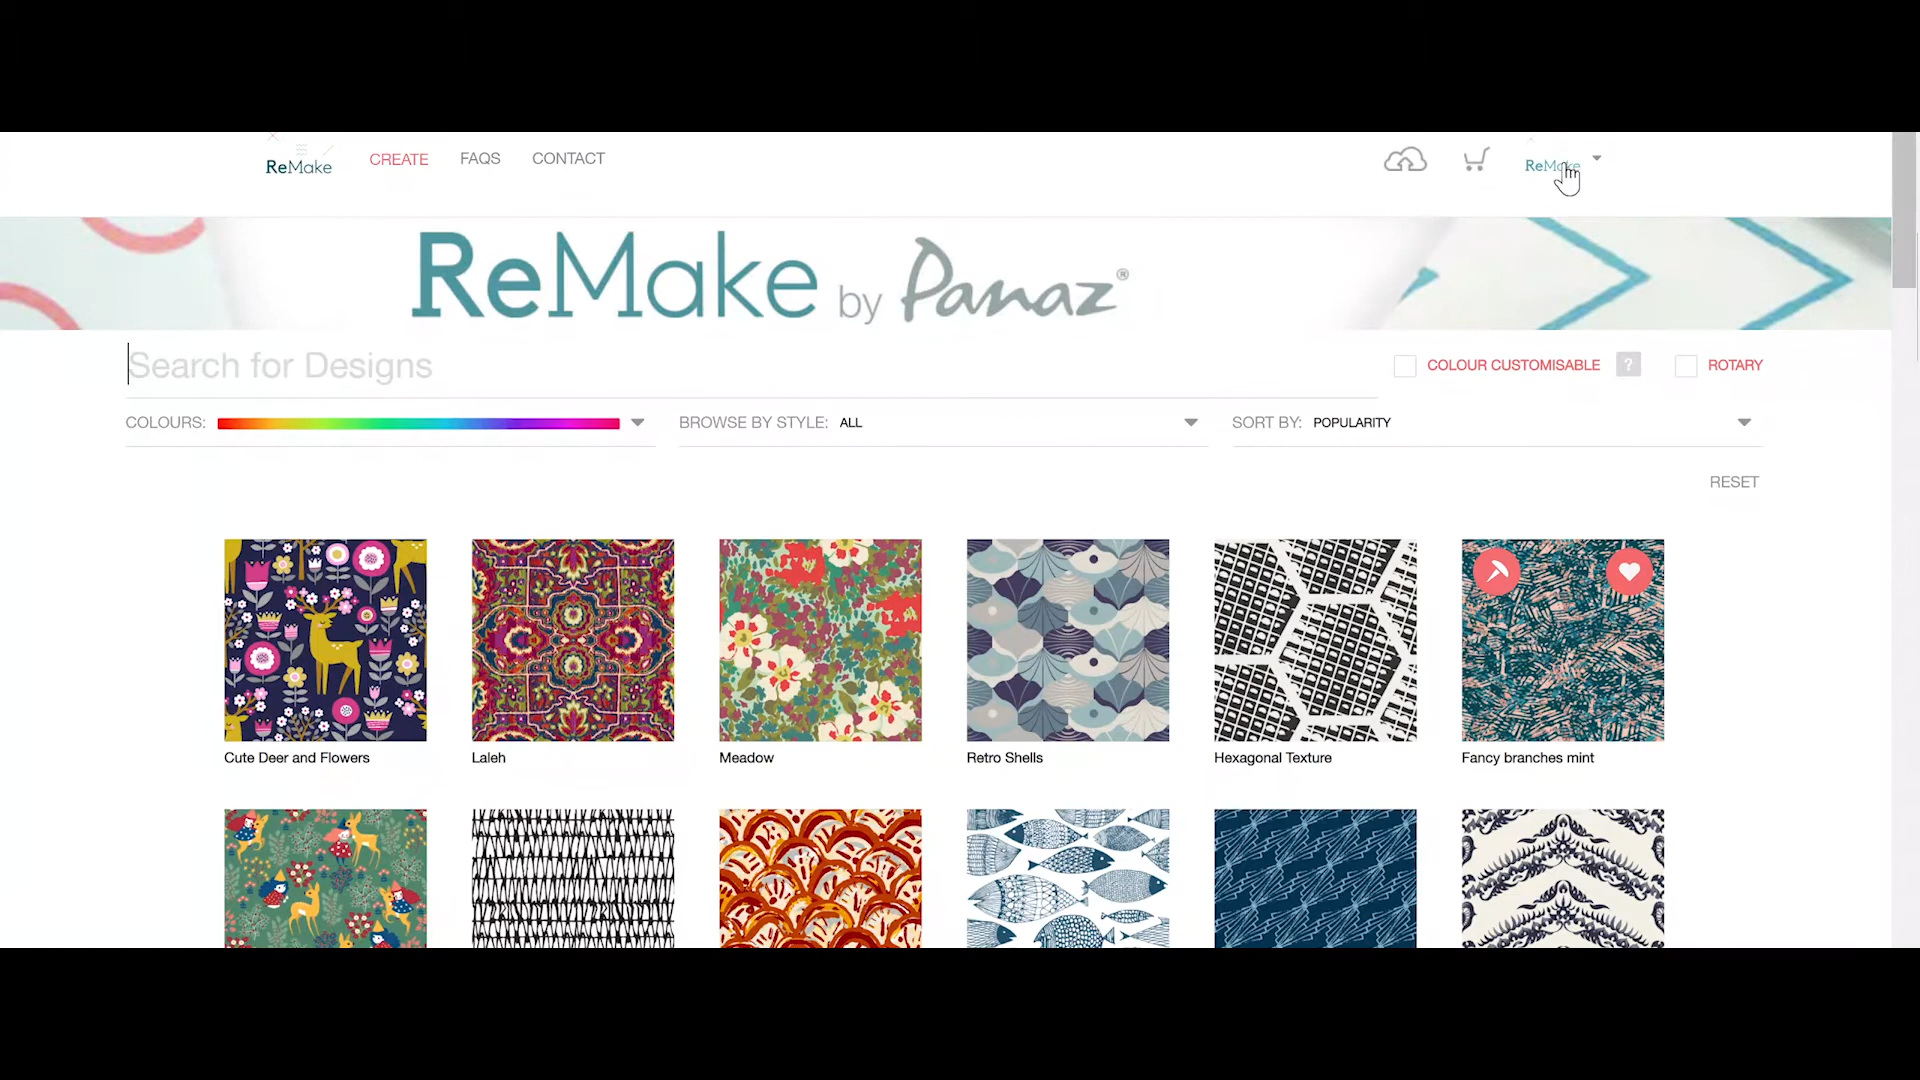 ReMake CREATE FAQS CONTACT ReMake
ReMake by Panaz®
Search for Designs COLOUR CUSTOMISABLE ? ROTARY
COLOURS: BROWSE BY STYLE: ALL SORT BY: POPULARITY
RESET
Cute Deer and Flowers Laleh Meadow Retro Shells Hexagonal Texture Fancy branches mint